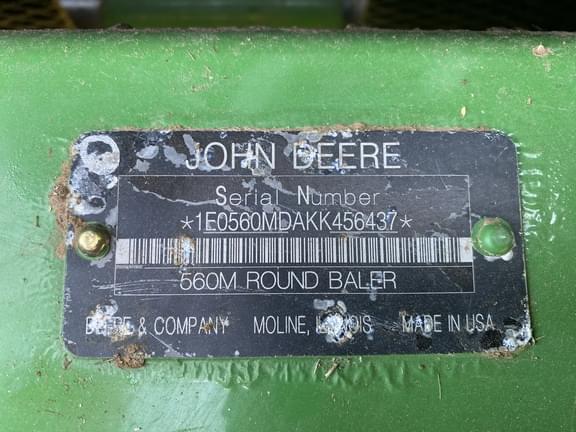 JOHN DEERE
Serial Number
*1E0560MDAKK456437*
560M ROUND BALER
DEERE & COMPANY MOLINE, ILLINOIS MADE IN USA